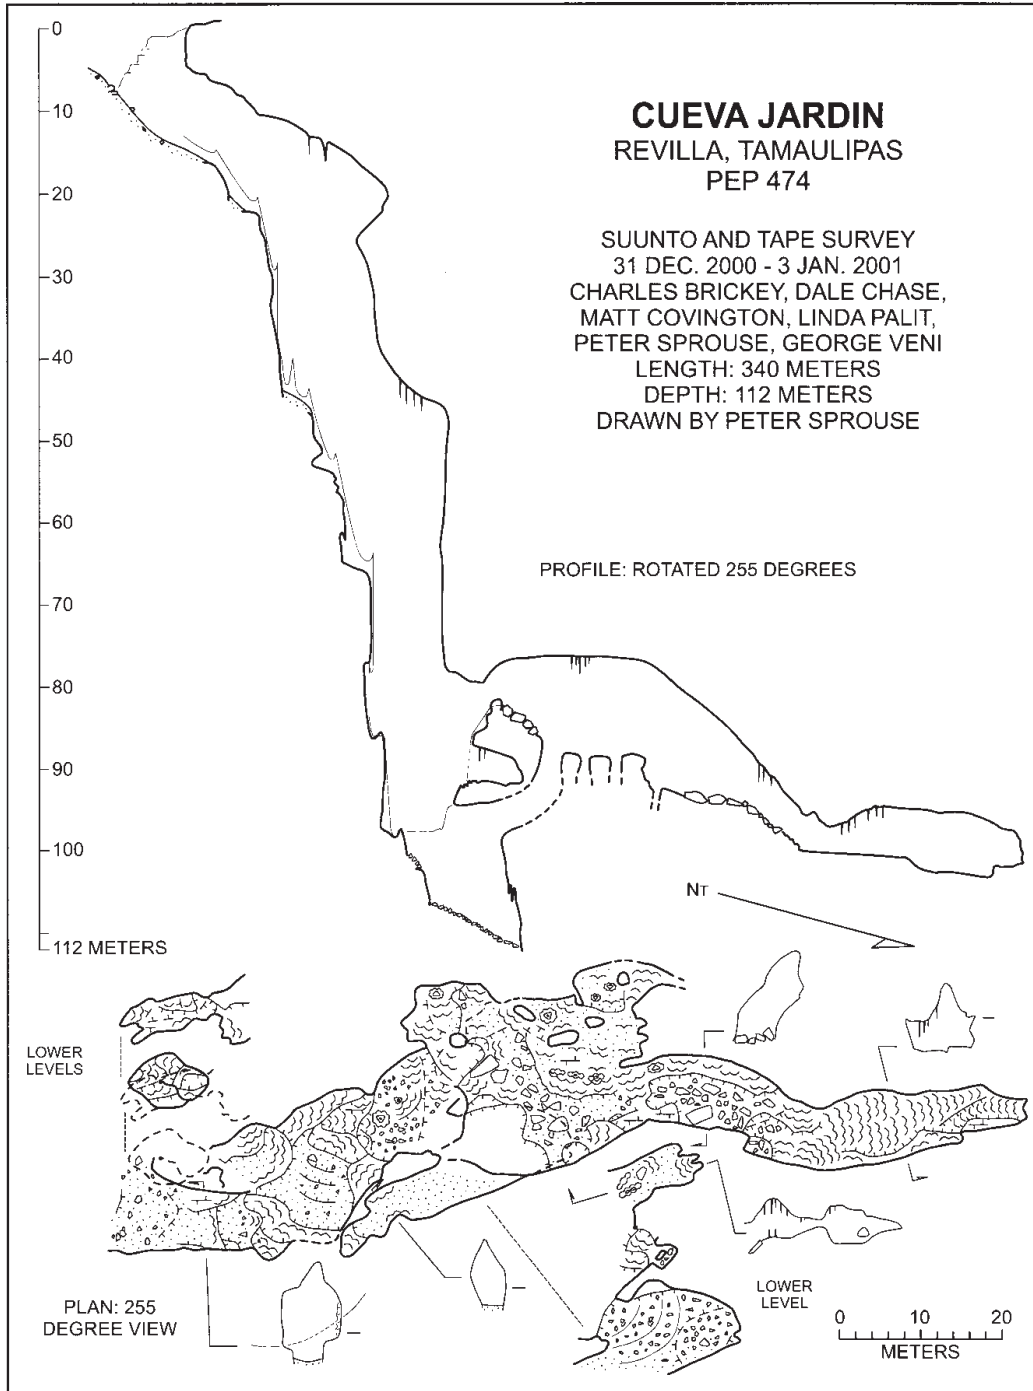 CUEVA JARDIN
REVILLA, TAMAULIPAS
PEP 474
SUUNTO AND TAPE SURVEY
31 DEC. 2000 - 3 JAN. 2001
CHARLES BRICKEY, DALE CHASE,
MATT COVINGTON, LINDA PALIT,
PETER SPROUSE, GEORGE VENI
LENGTH: 340 METERS
DEPTH: 112 METERS
DRAWN BY PETER SPROUSE
PROFILE: ROTATED 255 DEGREES
0
10
20
30
40
50
60
70
80
90
100
112 METERS
NT
LOWER
LEVELS
PLAN: 255
DEGREE VIEW
LOWER
LEVEL
0 10 20
METERS